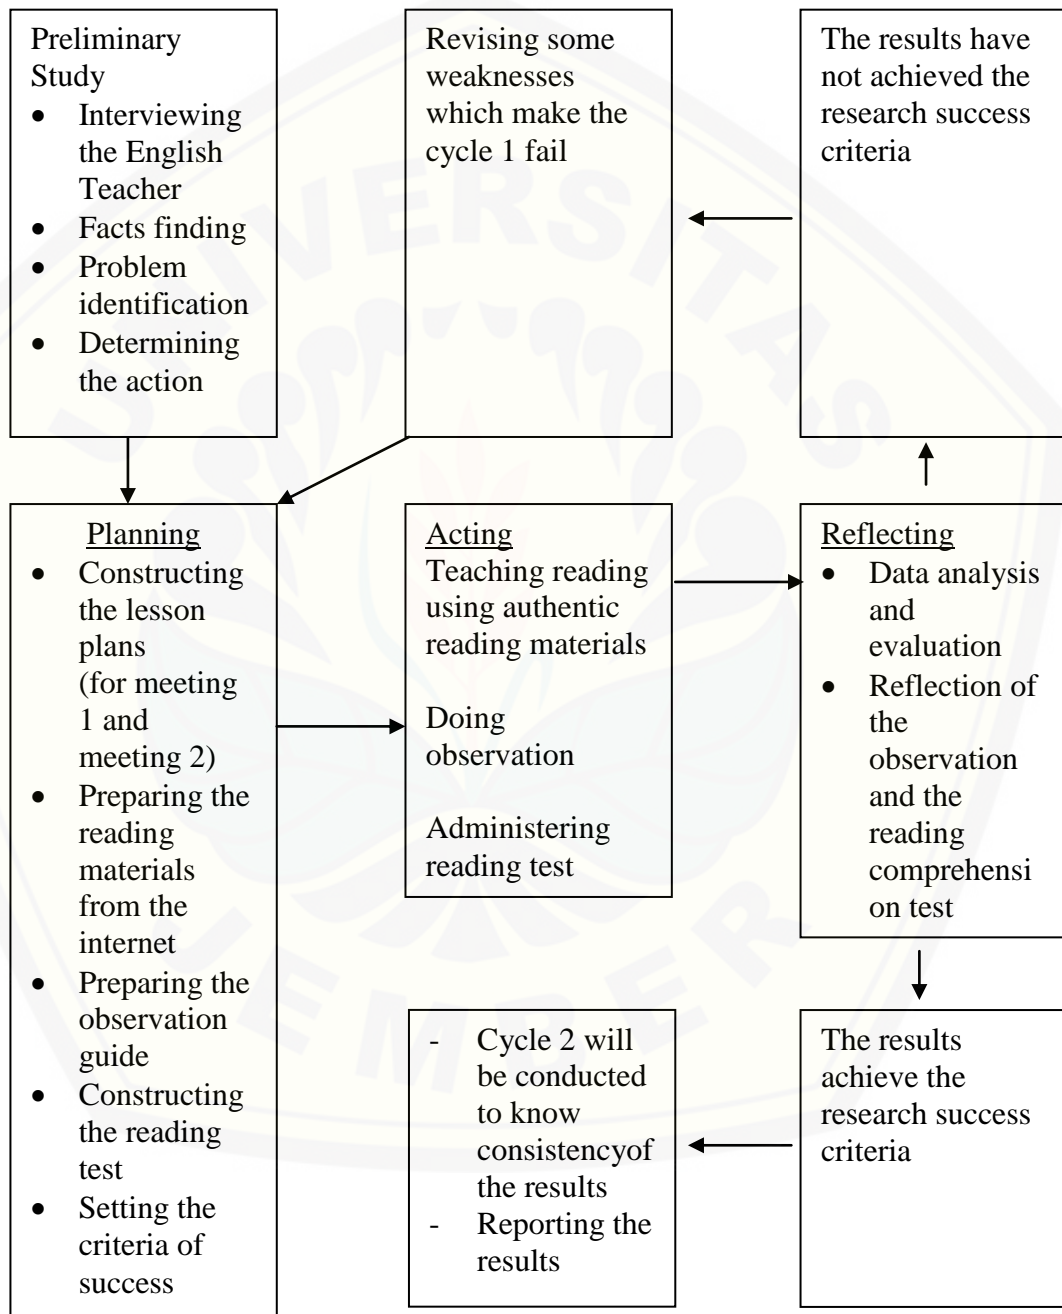 Preliminary
Study
• Interviewing
the English
Teacher
• Facts finding
• Problem
identification
• Determining
the action
Revising some
weaknesses
which make the
cycle 1 fail
The results have
not achieved the
research success
criteria
Planning
• Constructing
the lesson
plans
(for meeting
1 and
meeting 2)
• Preparing the
reading
materials
from the
internet
• Preparing the
observation
guide
• Constructing
the reading
test
• Setting the
criteria of
success
Acting
Teaching reading
using authentic
reading materials
Doing
observation
Administering
reading test
Reflecting
• Data analysis
and
evaluation
• Reflection of
the
observation
and the
reading
comprehensi
on test
- Cycle 2 will
be conducted
to know
consistencyof
the results
- Reporting the
results
The results
achieve the
research success
criteria
UNIVERSITAS
JEMBER